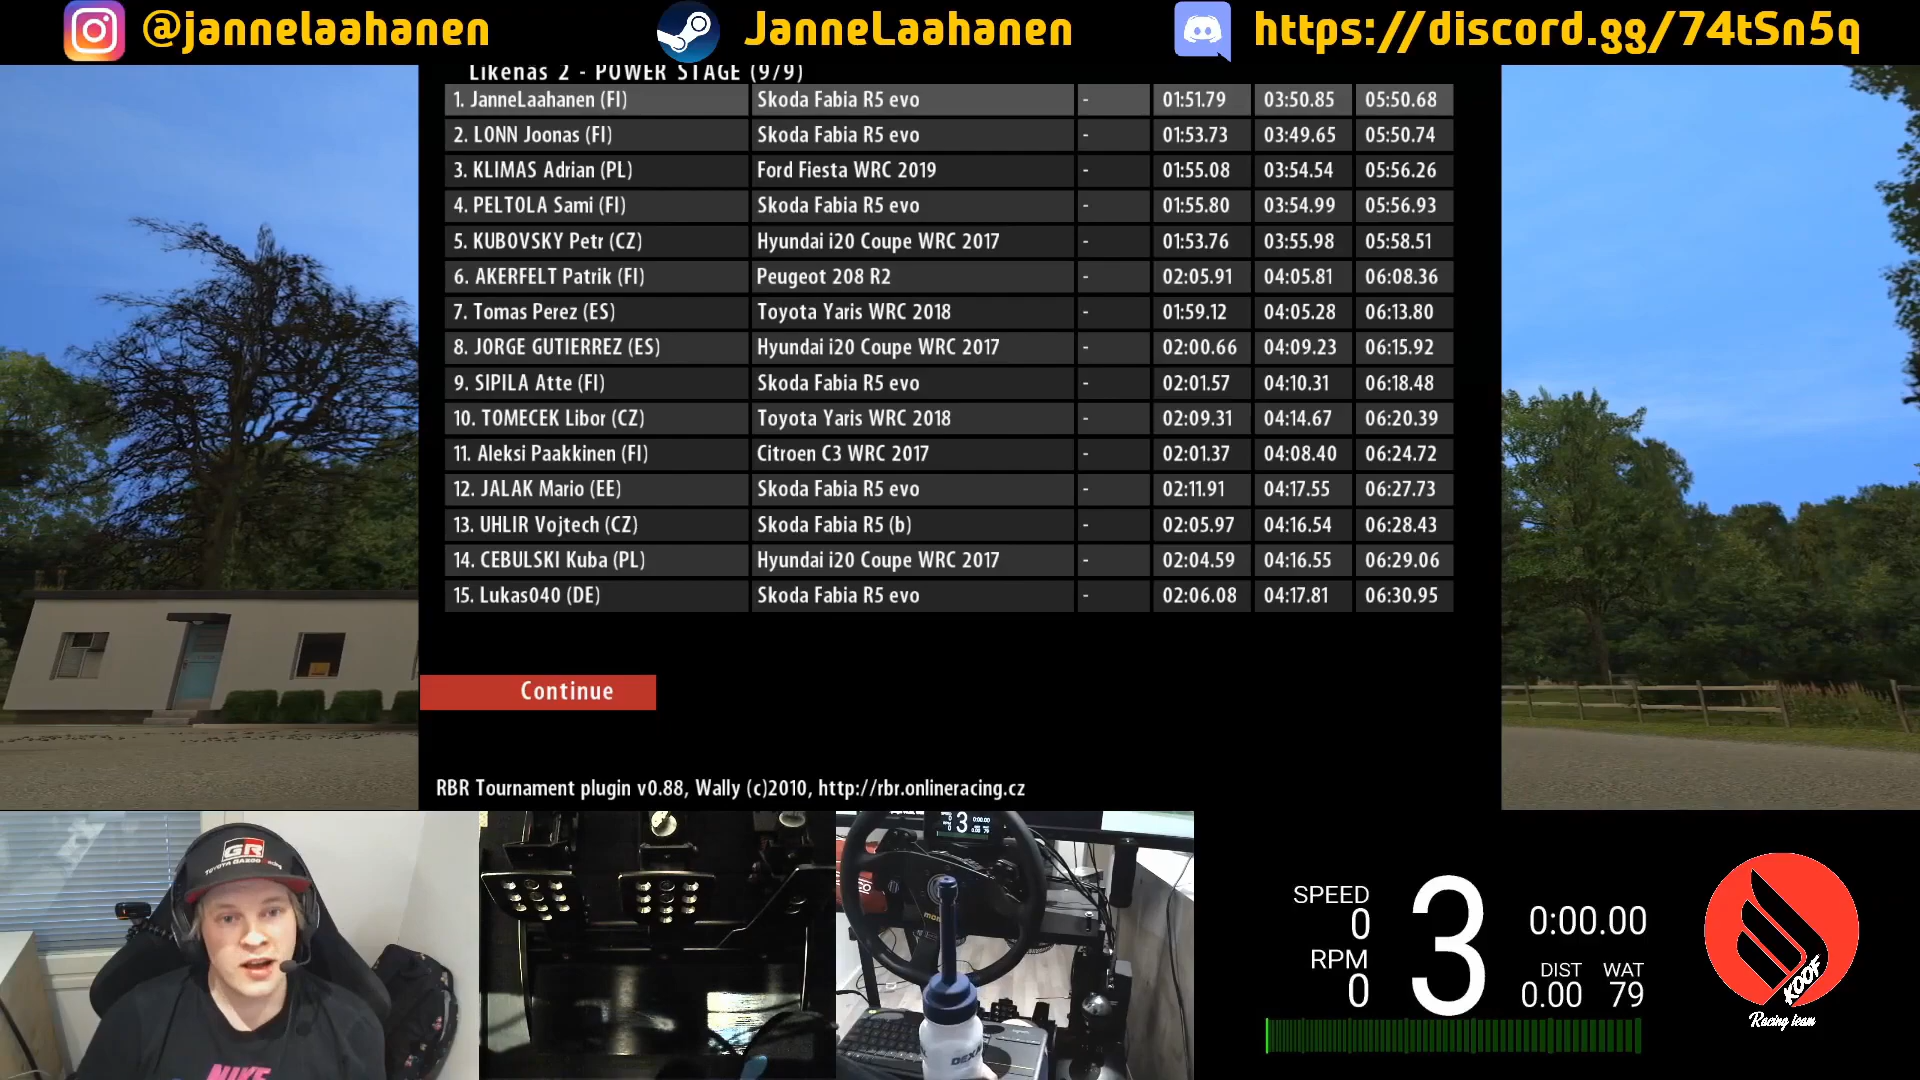 @jannelaahanen JanneLaahanen https://discord.gg/74tSn5q
Likenas 2 - POWER STAGE (9/9)
1. JanneLaahanen (FI) Skoda Fabia R5 evo - 01:51.79 03:50.85 05:50.68
2. LONN Joonas (FI) Skoda Fabia R5 evo - 01:53.73 03:49.65 05:50.74
3. KLIMAS Adrian (PL) Ford Fiesta WRC 2019 - 01:55.08 03:54.54 05:56.26
4. PELTOLA Sami (FI) Skoda Fabia R5 evo - 01:55.80 03:54.99 05:56.93
5. KUBOVSKY Petr (CZ) Hyundai i20 Coupe WRC 2017 - 01:53.76 03:55.98 05:58.51
6. AKERFELT Patrik (FI) Peugeot 208 R2 - 02:05.91 04:05.81 06:08.36
7. Tomas Perez (ES) Toyota Yaris WRC 2018 - 01:59.12 04:05.28 06:13.80
8. JORGE GUTIERREZ (ES) Hyundai i20 Coupe WRC 2017 - 02:00.66 04:09.23 06:15.92
9. SIPILA Atte (FI) Skoda Fabia R5 evo - 02:01.57 04:10.31 06:18.48
10. TOMECEK Libor (CZ) Toyota Yaris WRC 2018 - 02:09.31 04:14.67 06:20.39
11. Aleksi Paakkinen (FI) Citroen C3 WRC 2017 - 02:01.37 04:08.40 06:24.72
12. JALAK Mario (EE) Skoda Fabia R5 evo - 02:11.91 04:17.55 06:27.73
13. UHLIR Vojtech (CZ) Skoda Fabia R5 (b) - 02:05.97 04:16.54 06:28.43
14. CEBULSKI Kuba (PL) Hyundai i20 Coupe WRC 2017 - 02:04.59 04:16.55 06:29.06
15. Lukas040 (DE) Skoda Fabia R5 evo - 02:06.08 04:17.81 06:30.95
Continue
RBR Tournament plugin v0.88, Wally (c)2010, http://rbr.onlineracing.cz
GR
TOYOTA GAZOO Racing
NIKE
3 0:00.00
SPEED
0
RPM
0
3
0:00.00
DIST WAT
0.00 79
KOOF
Racing team